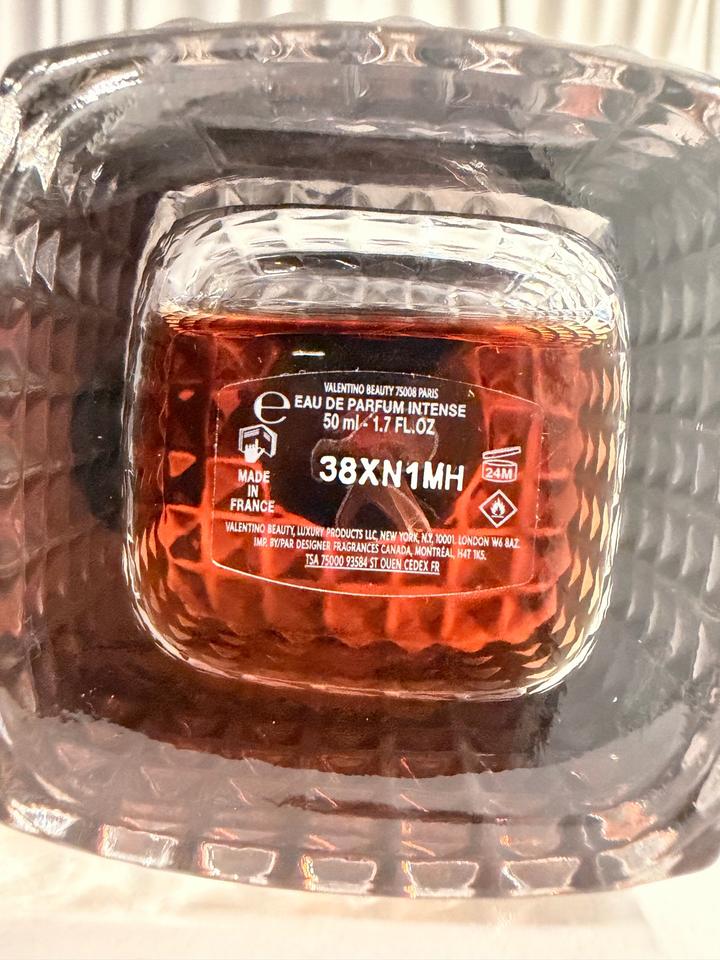 VALENTINO BEAUTY 75008 PARIS
e EAU DE PARFUM INTENSE
50 ml - 1.7 FL.OZ
38XN1MH
24M
MADE
IN
FRANCE
VALENTINO BEAUTY, LUXURY PRODUCTS LLC, NEW YORK, N.Y, 10001. LONDON W6 8AZ.
IMP. BY/PAR DESIGNER FRAGRANCES CANADA, MONTRÉAL, H4T 1K5.
TSA 75000 93584 ST OUEN CEDEX FR